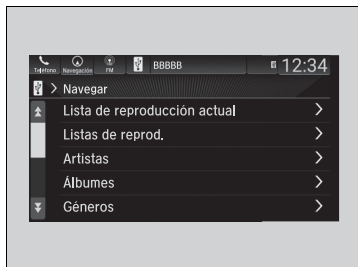 Teléfono Navegación FM BBBBB 12:34
> Navegar
Lista de reproducción actual >
Listas de reprod. >
Artistas >
Álbumes >
Géneros >